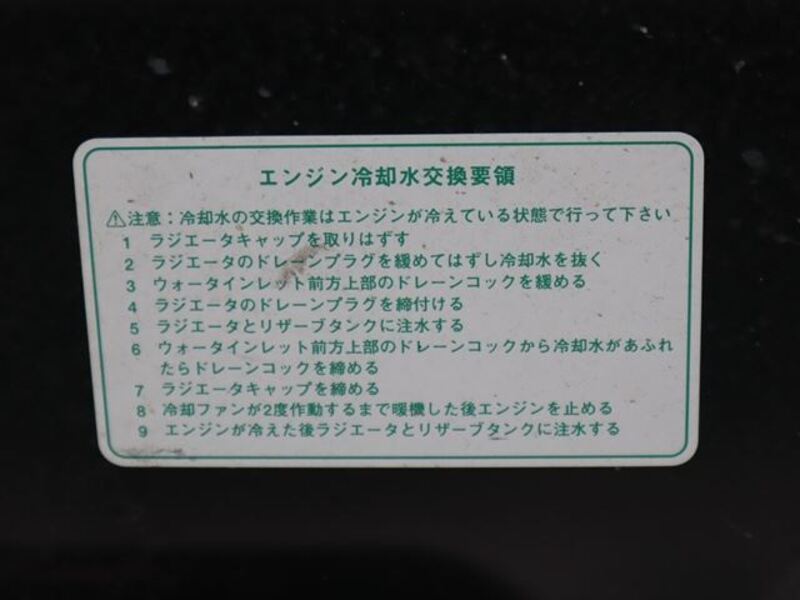 エンジン冷却水交換要領
⚠注意：冷却水の交換作業はエンジンが冷えている状態で行って下さい
1 ラジエータキャップを取りはずす
2 ラジエータのドレーンプラグを緩めてはずし冷却水を抜く
3 ウォータインレット前方上部のドレーンコックを緩める
4 ラジエータのドレーンプラグを締付ける
5 ラジエータとリザーブタンクに注水する
6 ウォータインレット前方上部のドレーンコックから冷却水があふれ
たらドレーンコックを締める
7 ラジエータキャップを締める
8 冷却ファンが2度作動するまで暖機した後エンジンを止める
9 エンジンが冷えた後ラジエータとリザーブタンクに注水する